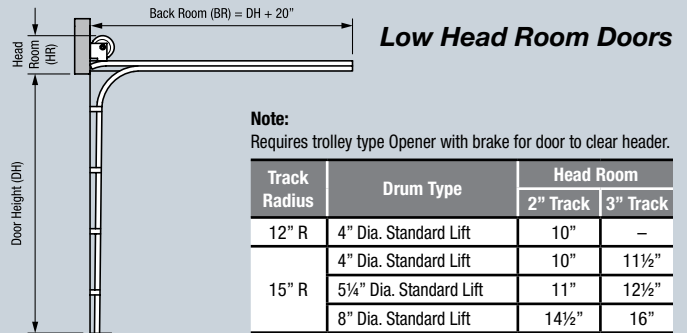 Back Room (BR) = DH + 20”
Low Head Room Doors
Head
Room
(HR)
Door Height (DH)
Note:
Requires trolley type Opener with brake for door to clear header.
Track
Radius
Drum Type
Head Room
2” Track
3” Track
12” R
4” Dia. Standard Lift
10”
–
15” R
4” Dia. Standard Lift
10”
11½”
5¼” Dia. Standard Lift
11”
12½”
8” Dia. Standard Lift
14½”
16”